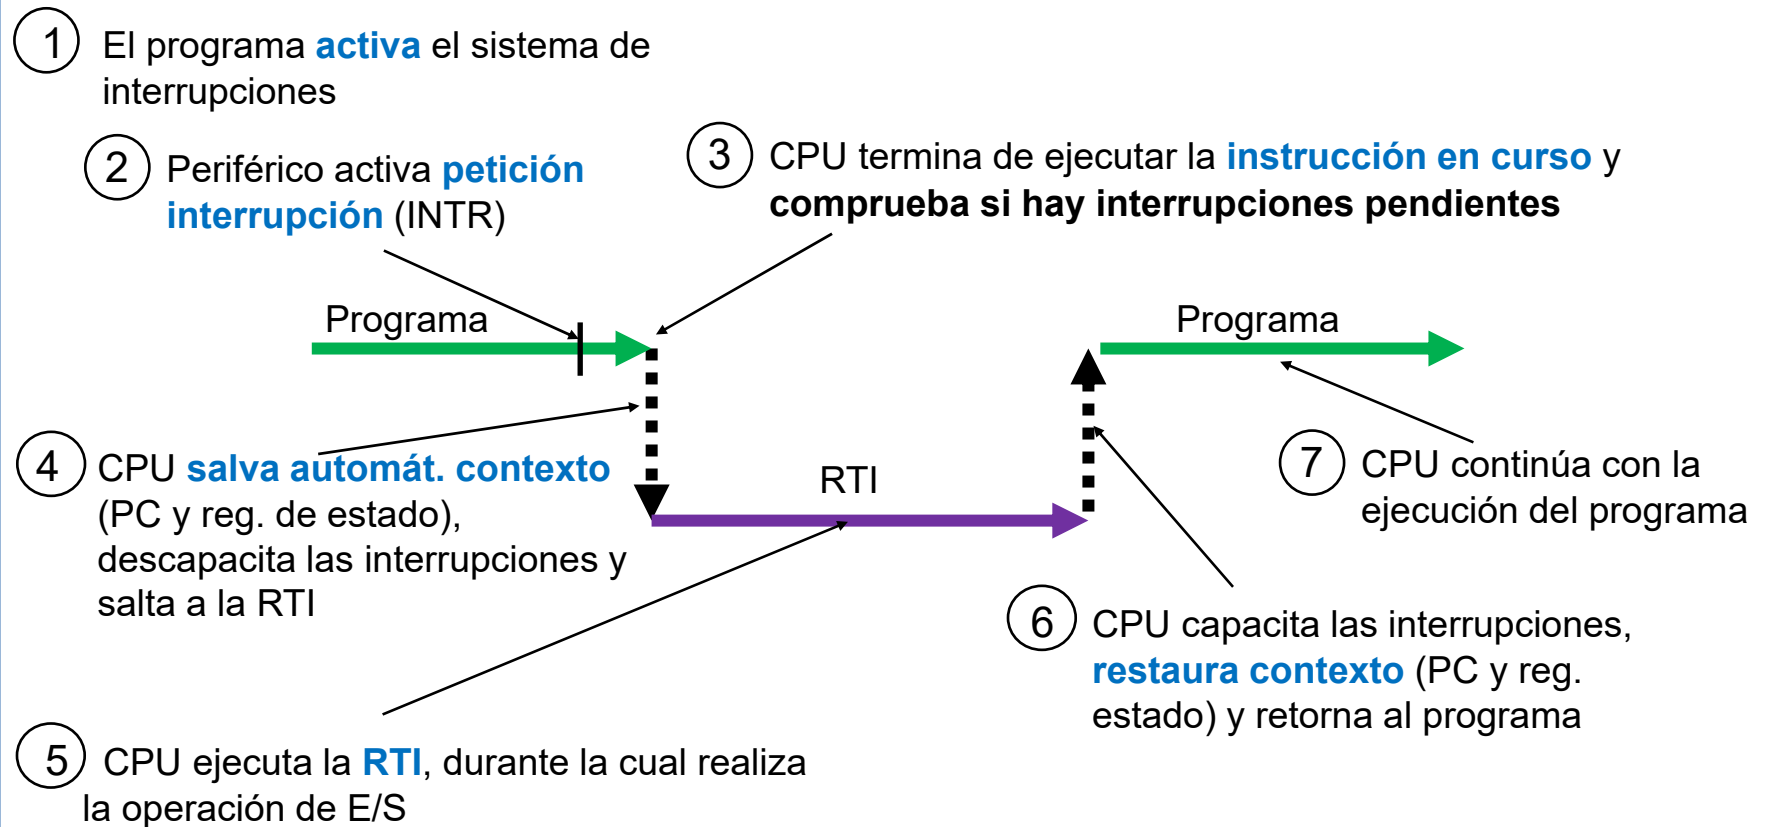 1
El programa activa el sistema de
interrupciones
2
Periférico activa petición
interrupción (INTR)
3
CPU termina de ejecutar la instrucción en curso y
comprueba si hay interrupciones pendientes
Programa
Programa
4
CPU salva automát. contexto
(PC y reg. de estado),
descapacita las interrupciones y
salta a la RTI
RTI
7
CPU continúa con la
ejecución del programa
6
CPU capacita las interrupciones,
restaura contexto (PC y reg.
estado) y retorna al programa
5
CPU ejecuta la RTI, durante la cual realiza
la operación de E/S